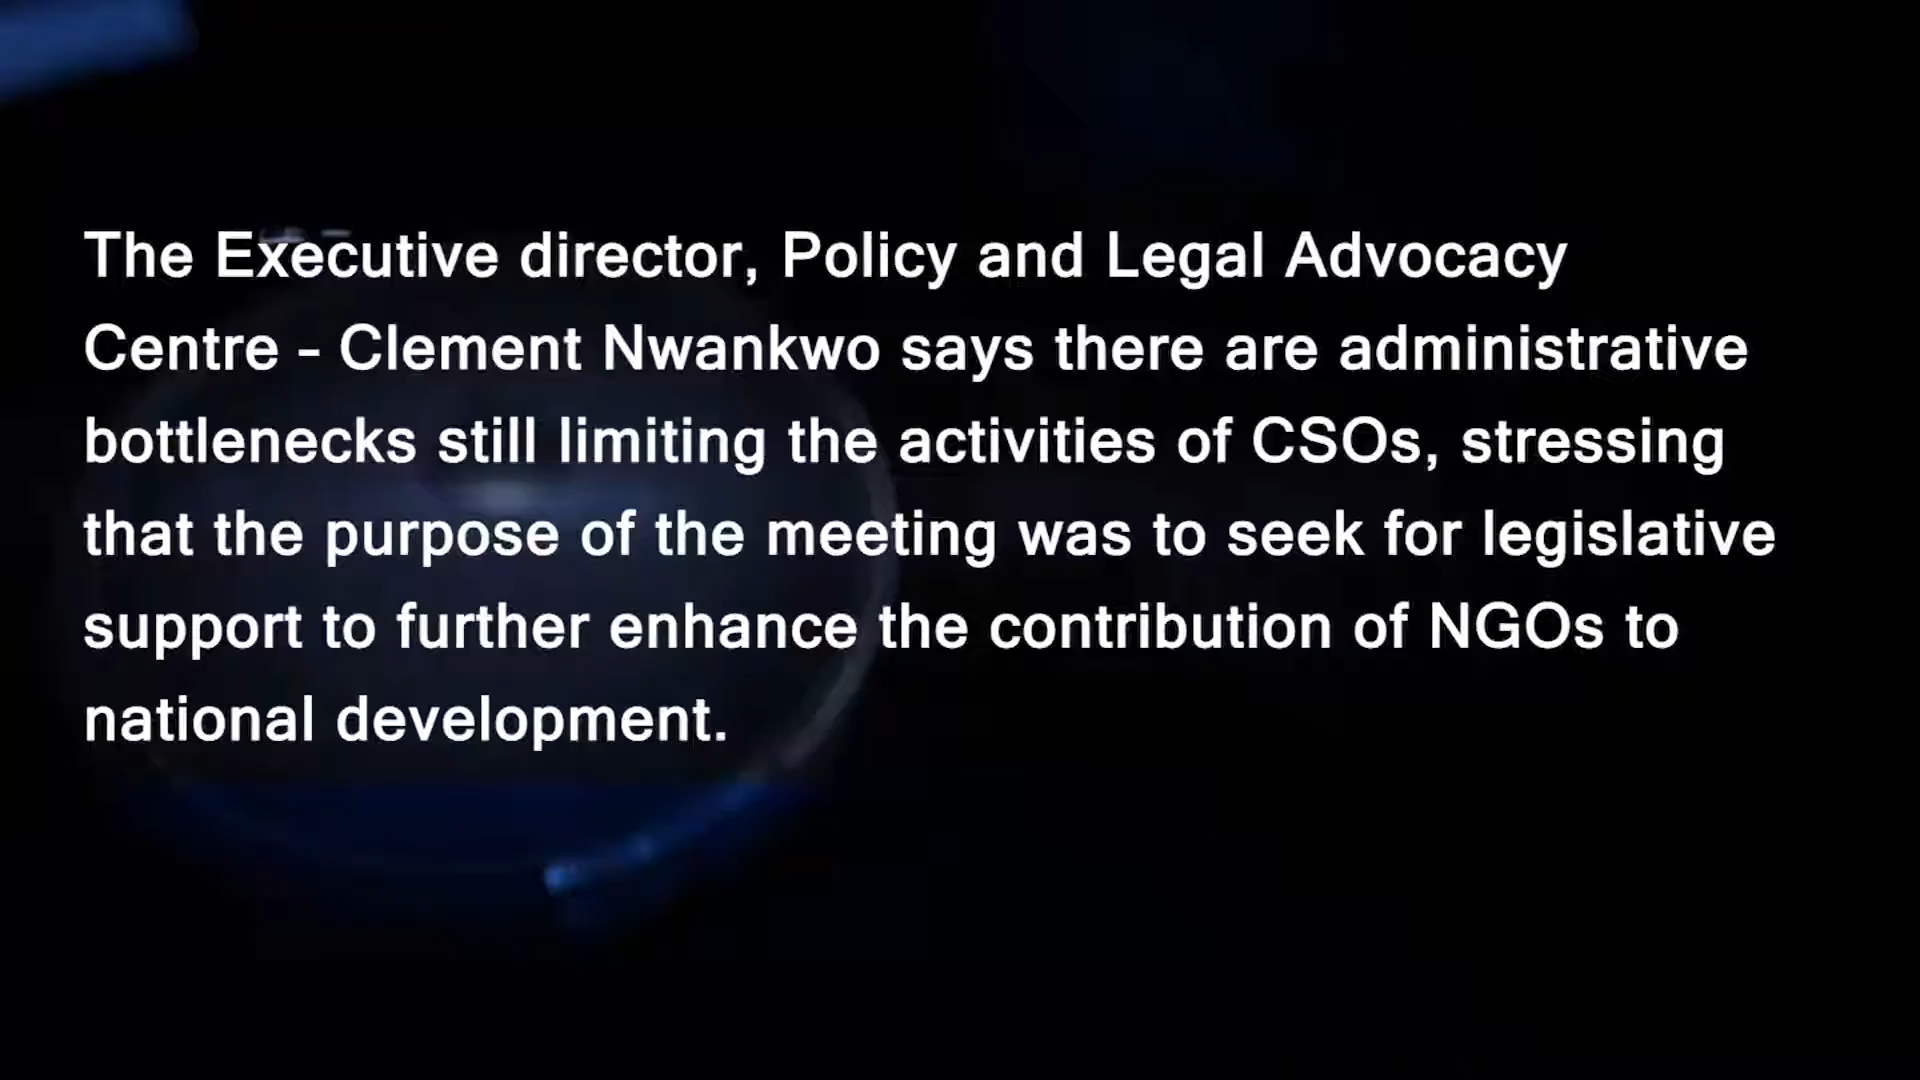 The Executive director, Policy and Legal Advocacy
Centre - Clement Nwankwo says there are administrative
bottlenecks still limiting the activities of CSOs, stressing
that the purpose of the meeting was to seek for legislative
support to further enhance the contribution of NGOs to
national development.